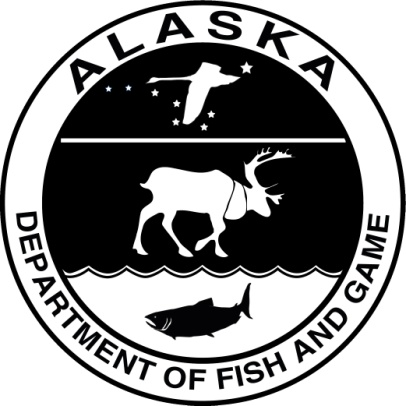 ALASKA
DEPARTMENT OF FISH AND GAME